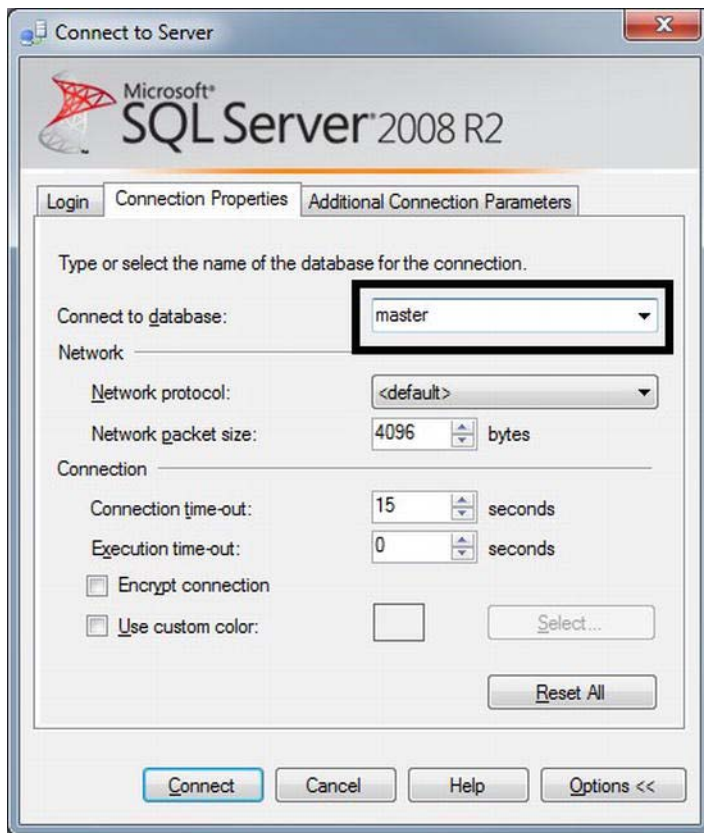 Connect to Server
Microsoft®
SQL Server® 2008 R2
Login Connection Properties Additional Connection Parameters
Type or select the name of the database for the connection.
Connect to database: master
Network
Network protocol: <default>
Network packet size: 4096 bytes
Connection
Connection time-out: 15 seconds
Execution time-out: 0 seconds
Encrypt connection
Use custom color: Select...
Reset All
Connect Cancel Help Options <<